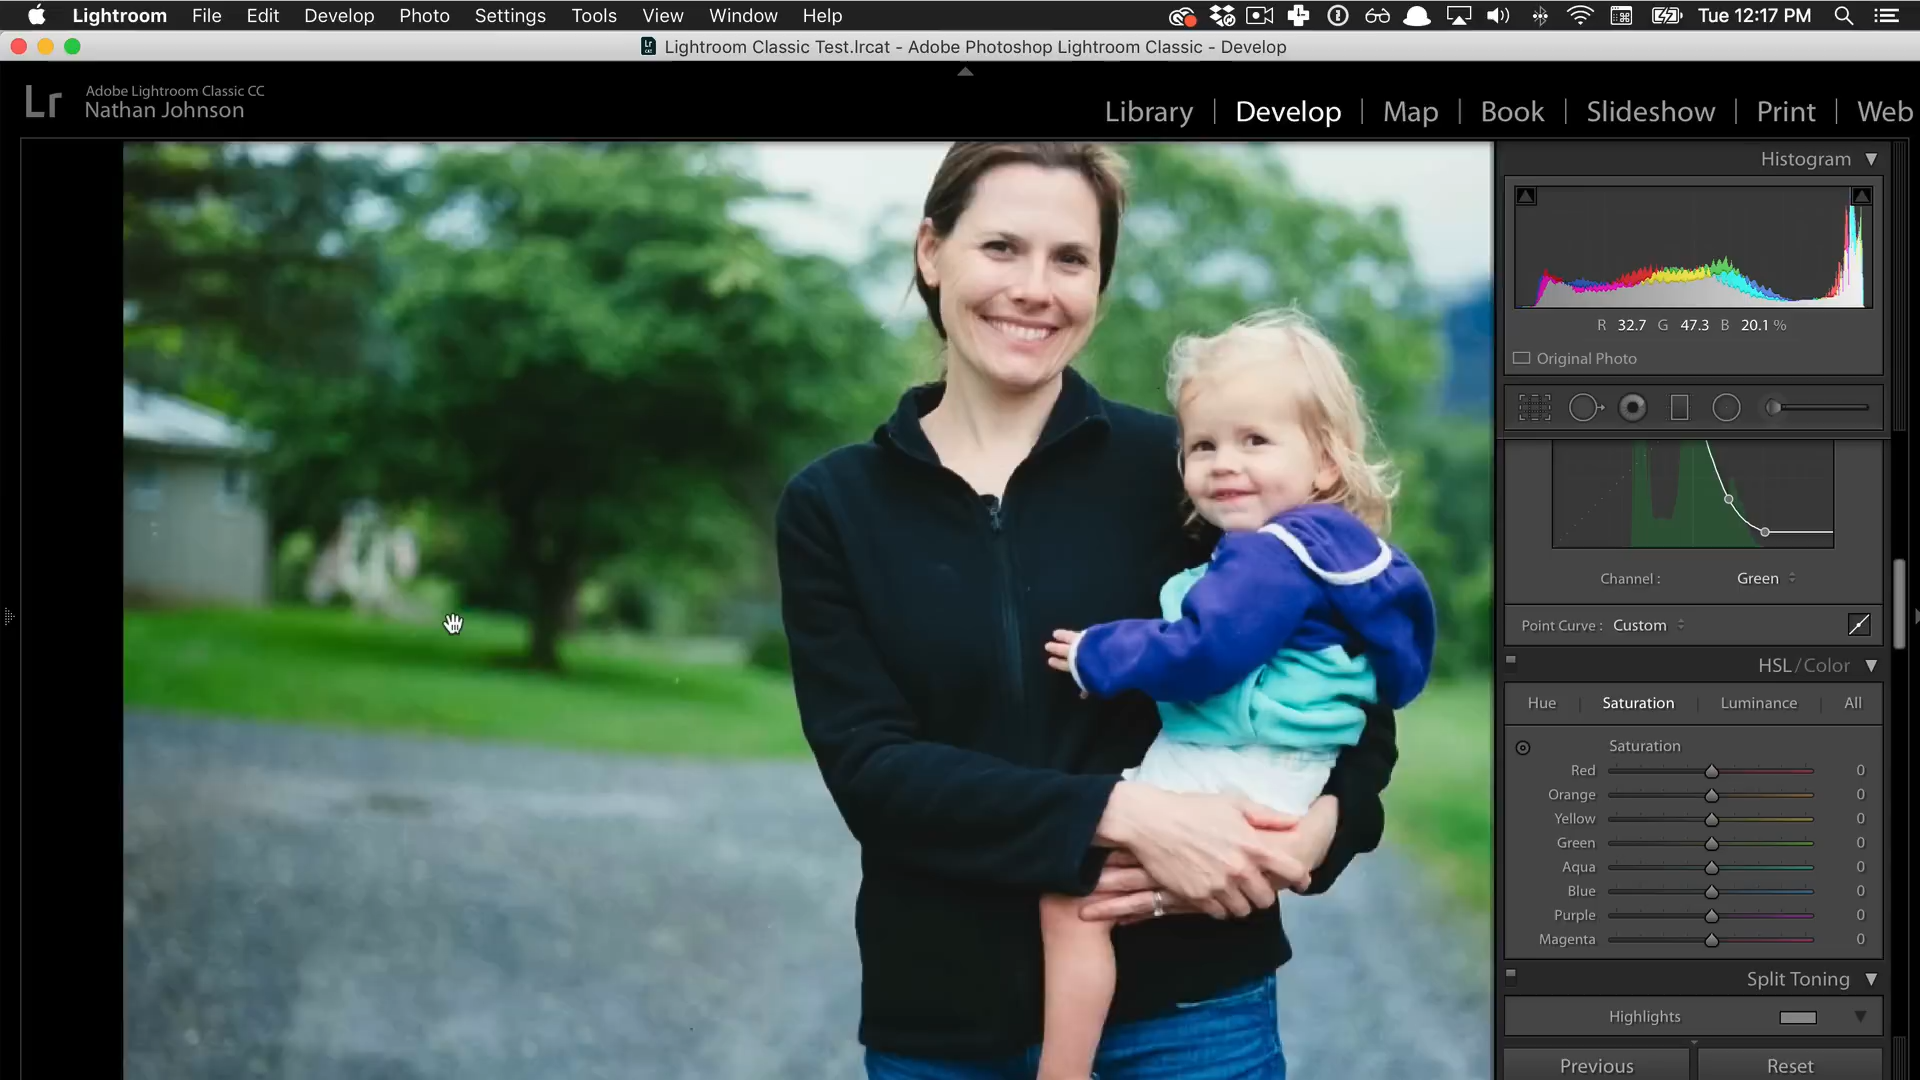 Lightroom File Edit Develop Photo Settings Tools View Window Help Tue 12:17 PM
Lightroom Classic Test.lrcat - Adobe Photoshop Lightroom Classic - Develop
Lr Adobe Lightroom Classic CC
Nathan Johnson
Library | Develop | Map | Book | Slideshow | Print | Web
Histogram
R 32.7 G 47.3 B 20.1 %
Original Photo
Channel : Green
Point Curve : Custom
HSL / Color
Hue Saturation Luminance All
Saturation
Red 0
Orange 0
Yellow 0
Green 0
Aqua 0
Blue 0
Purple 0
Magenta 0
Split Toning
Highlights
Previous Reset